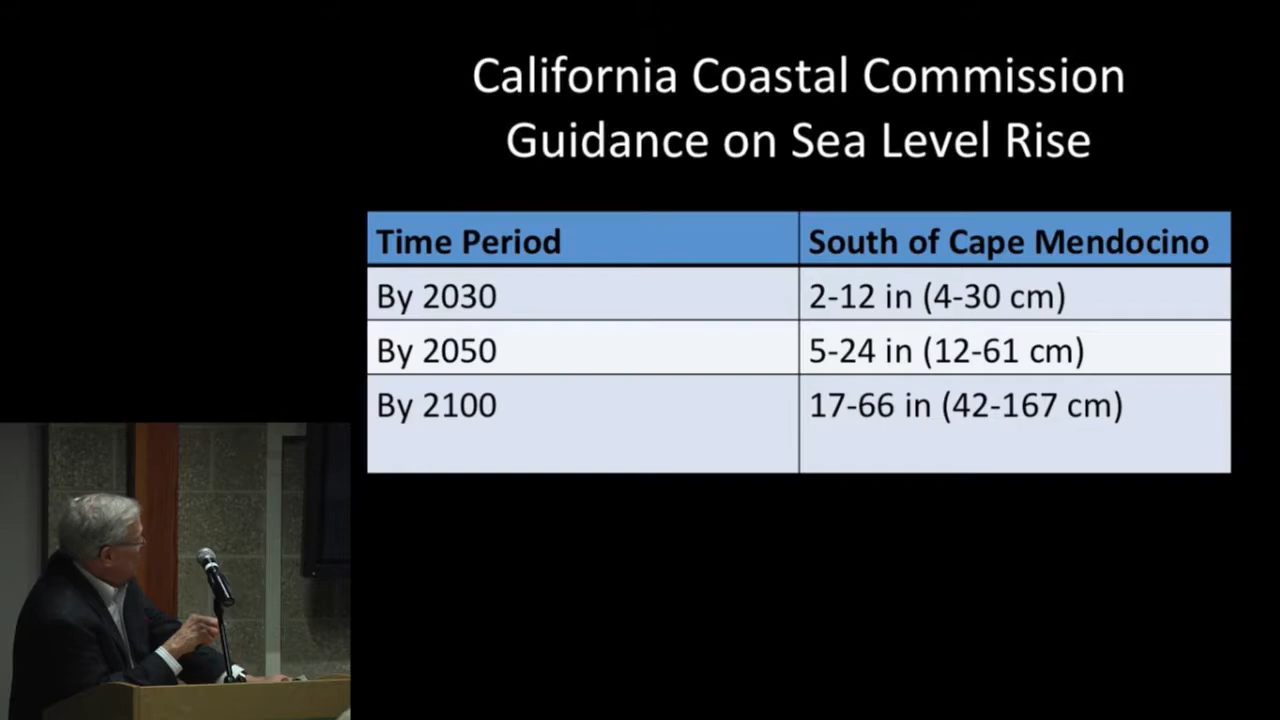 California Coastal Commission
Guidance on Sea Level Rise
Time Period South of Cape Mendocino
By 2030 2-12 in (4-30 cm)
By 2050 5-24 in (12-61 cm)
By 2100 17-66 in (42-167 cm)